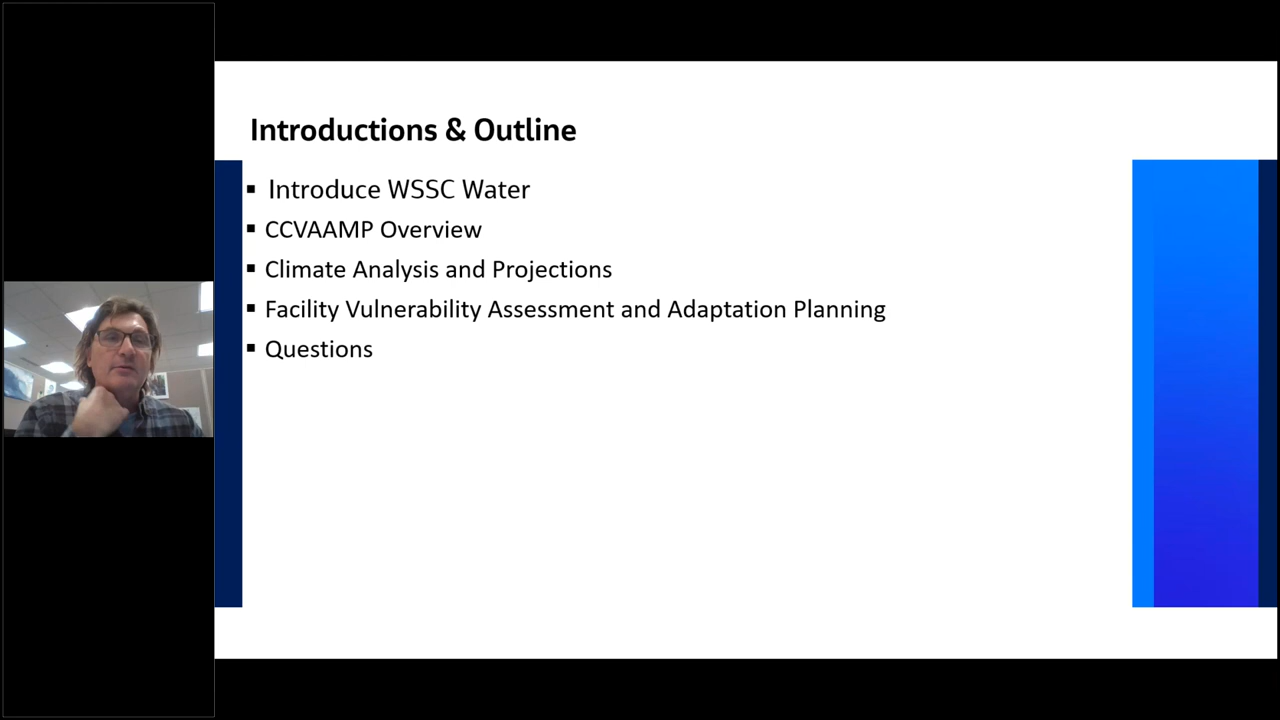 Introductions & Outline
▪ Introduce WSSC Water
▪ CCVAAMP Overview
▪ Climate Analysis and Projections
▪ Facility Vulnerability Assessment and Adaptation Planning
▪ Questions